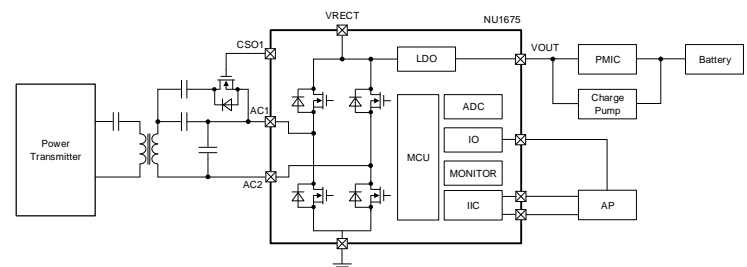 VRECT
NU1675
CSO1
LDO
VOUT
PMIC
Battery
Charge
Pump
AC1
ADC
Power
Transmitter
MCU
IO
MONITOR
AC2
IIC
AP